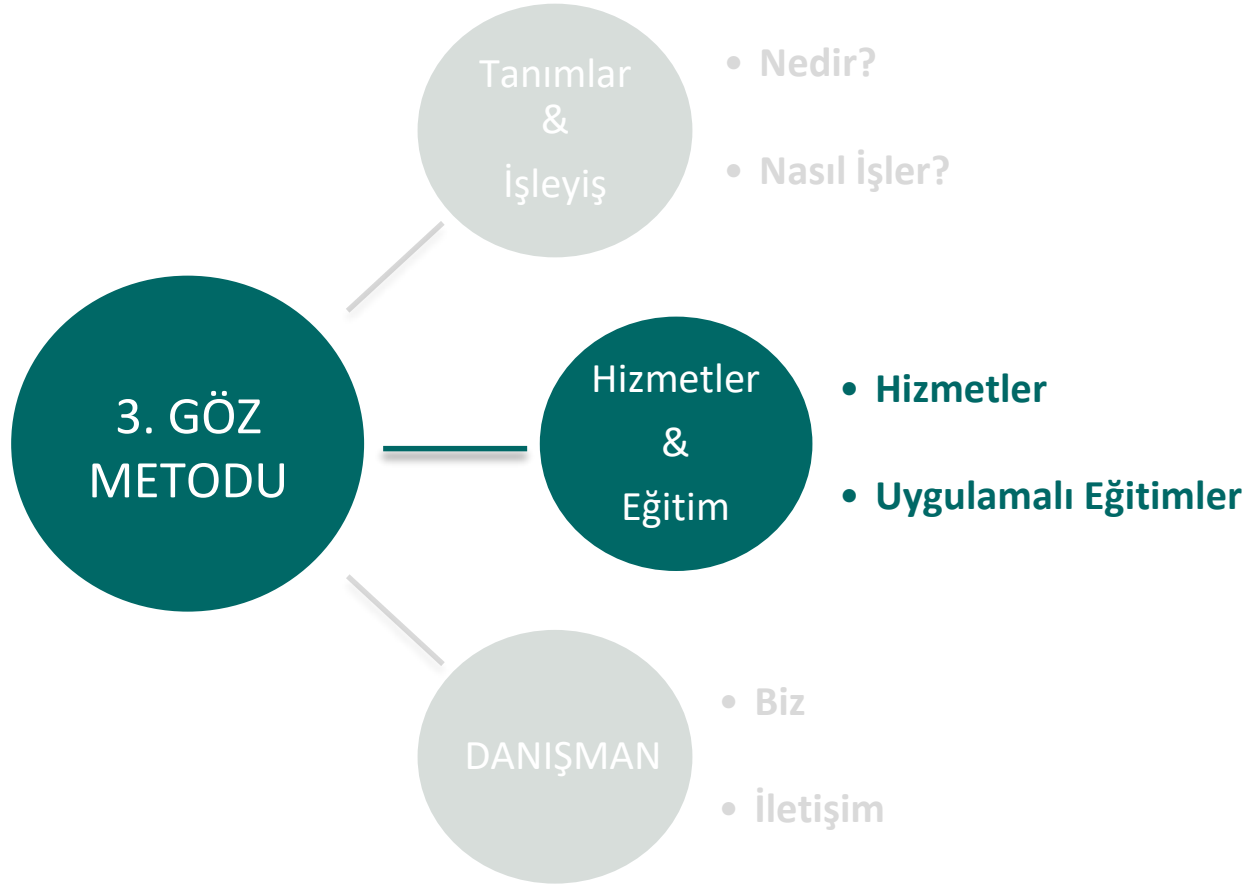 Tanımlar
&
İşleyiş
• Nedir?
• Nasıl İşler?
3. GÖZ
METODU
Hizmetler
&
Eğitim
• Hizmetler
• Uygulamalı Eğitimler
DANIŞMAN
• Biz
• İletişim